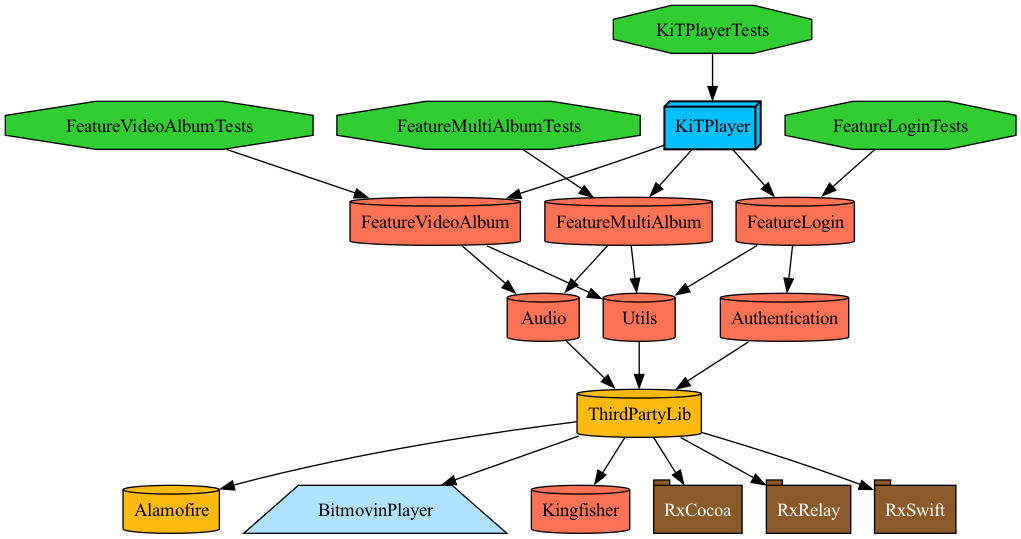 KiTPlayerTests
FeatureVideoAlbumTests
FeatureMultiAlbumTests
KiTPlayer
FeatureLoginTests
FeatureVideoAlbum
FeatureMultiAlbum
FeatureLogin
Audio
Utils
Authentication
ThirdPartyLib
Alamofire
BitmovinPlayer
Kingfisher
RxCocoa
RxRelay
RxSwift